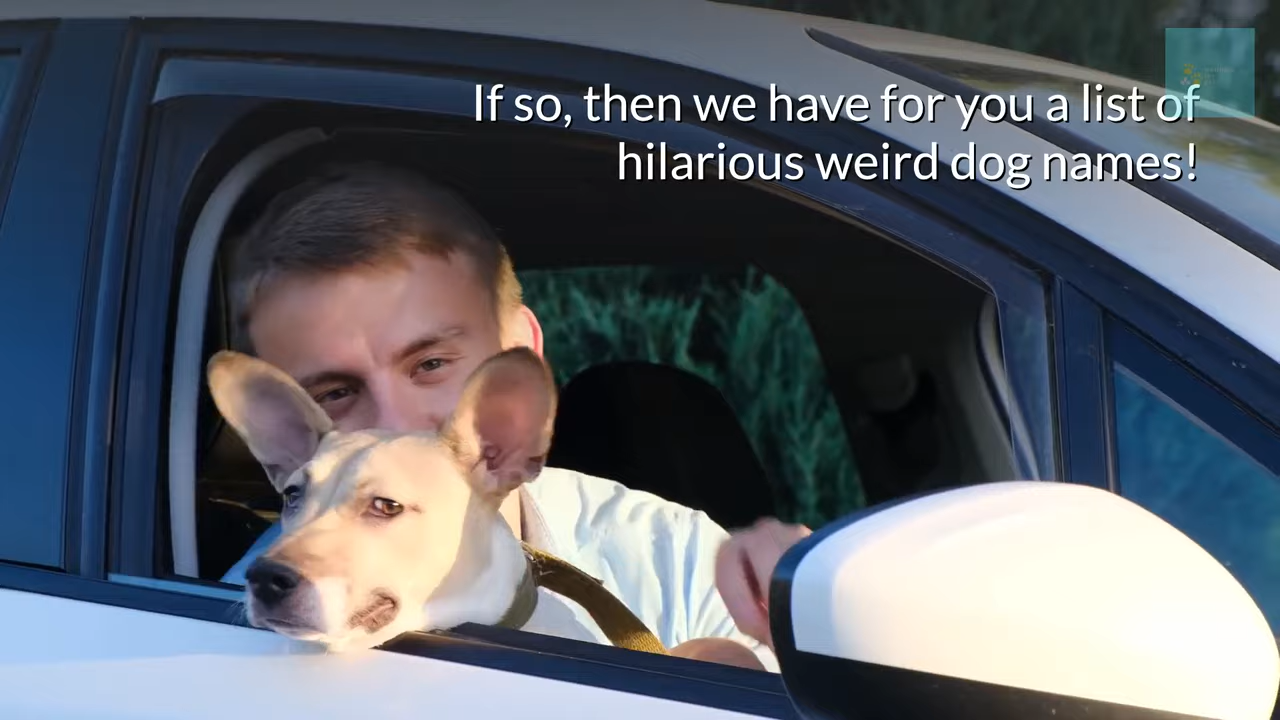 If so, then we have for you a list of
hilarious weird dog names!